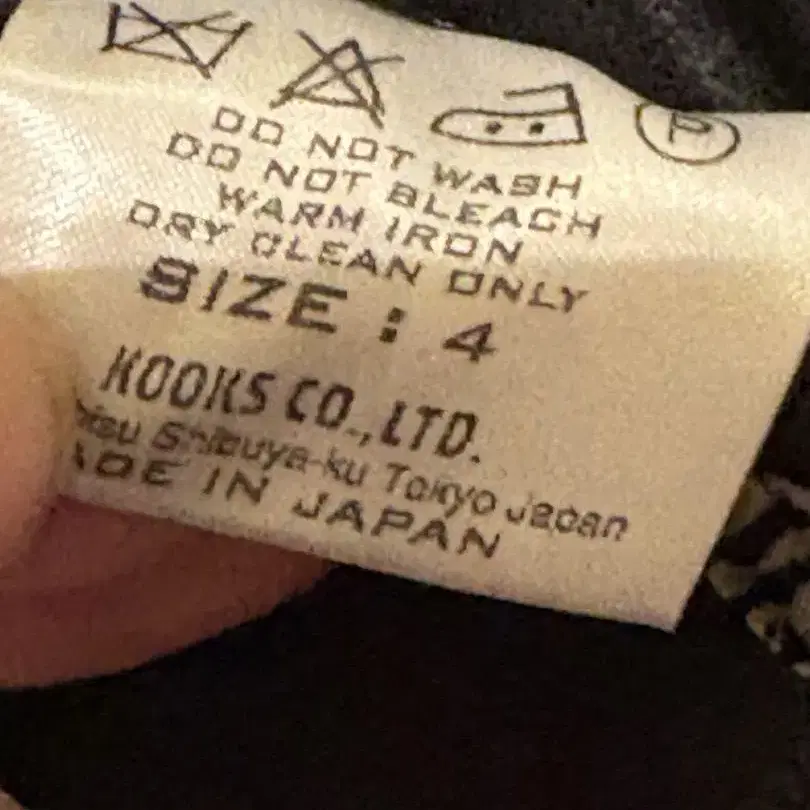 P
DO NOT WASH
DO NOT BLEACH
WARM IRON
DRY CLEAN ONLY
SIZE : 4
KOOKS CO.,LTD.
Shibuya-ku Tokyo Japan
ADE IN JAPAN